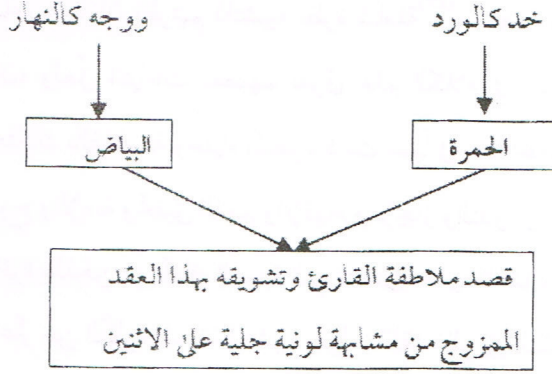 خد كالورد
ووجه كالنهار
الحمرة
البياض
قصد ملاطفة القارئ وتشويقه بهذا العقد
الممزوج من مشابهة لونية جلية على الاثنين